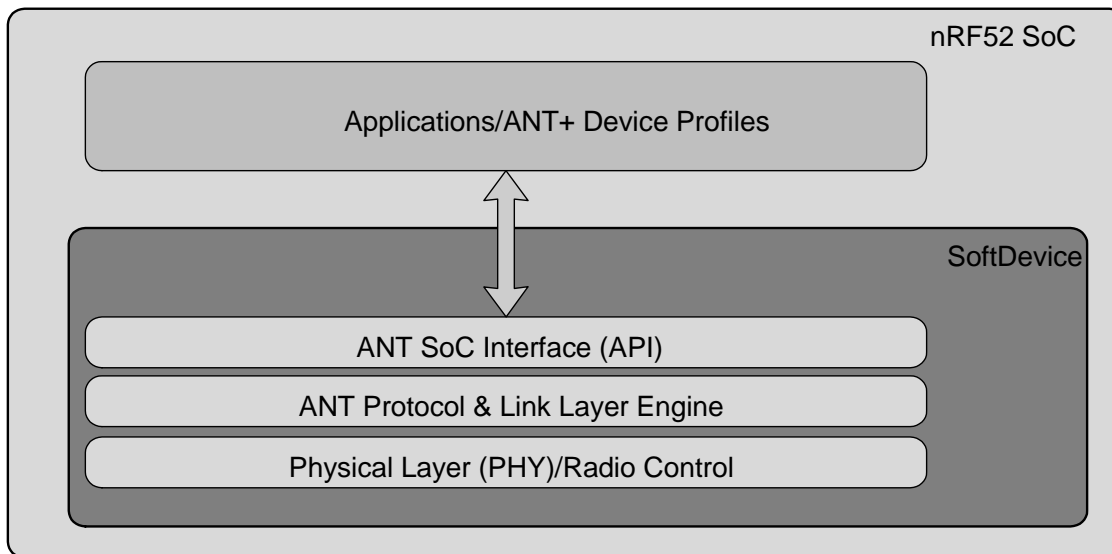 nRF52 SoC
Applications/ANT+ Device Profiles
SoftDevice
ANT SoC Interface (API)
ANT Protocol & Link Layer Engine
Physical Layer (PHY)/Radio Control